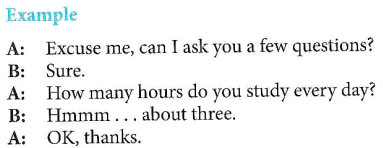 Example
A: Excuse me, can I ask you a few questions?
B: Sure.
A: How many hours do you study every day?
B: Hmmm . . . about three.
A: OK, thanks.